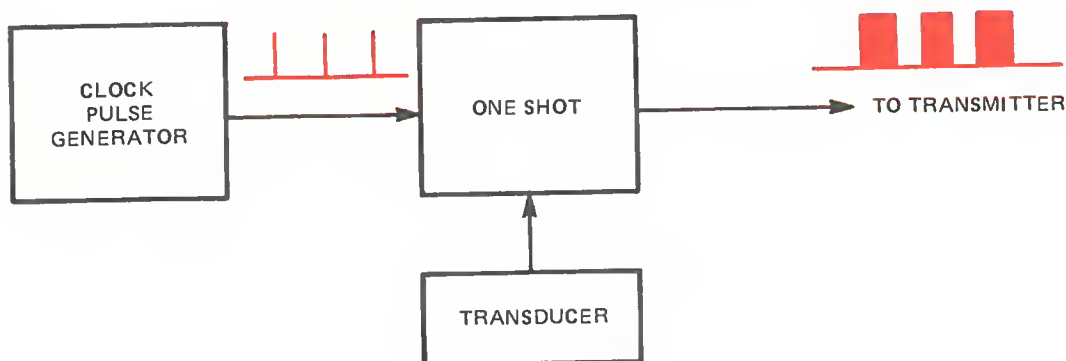 CLOCK
PULSE
GENERATOR
ONE SHOT
TO TRANSMITTER
TRANSDUCER